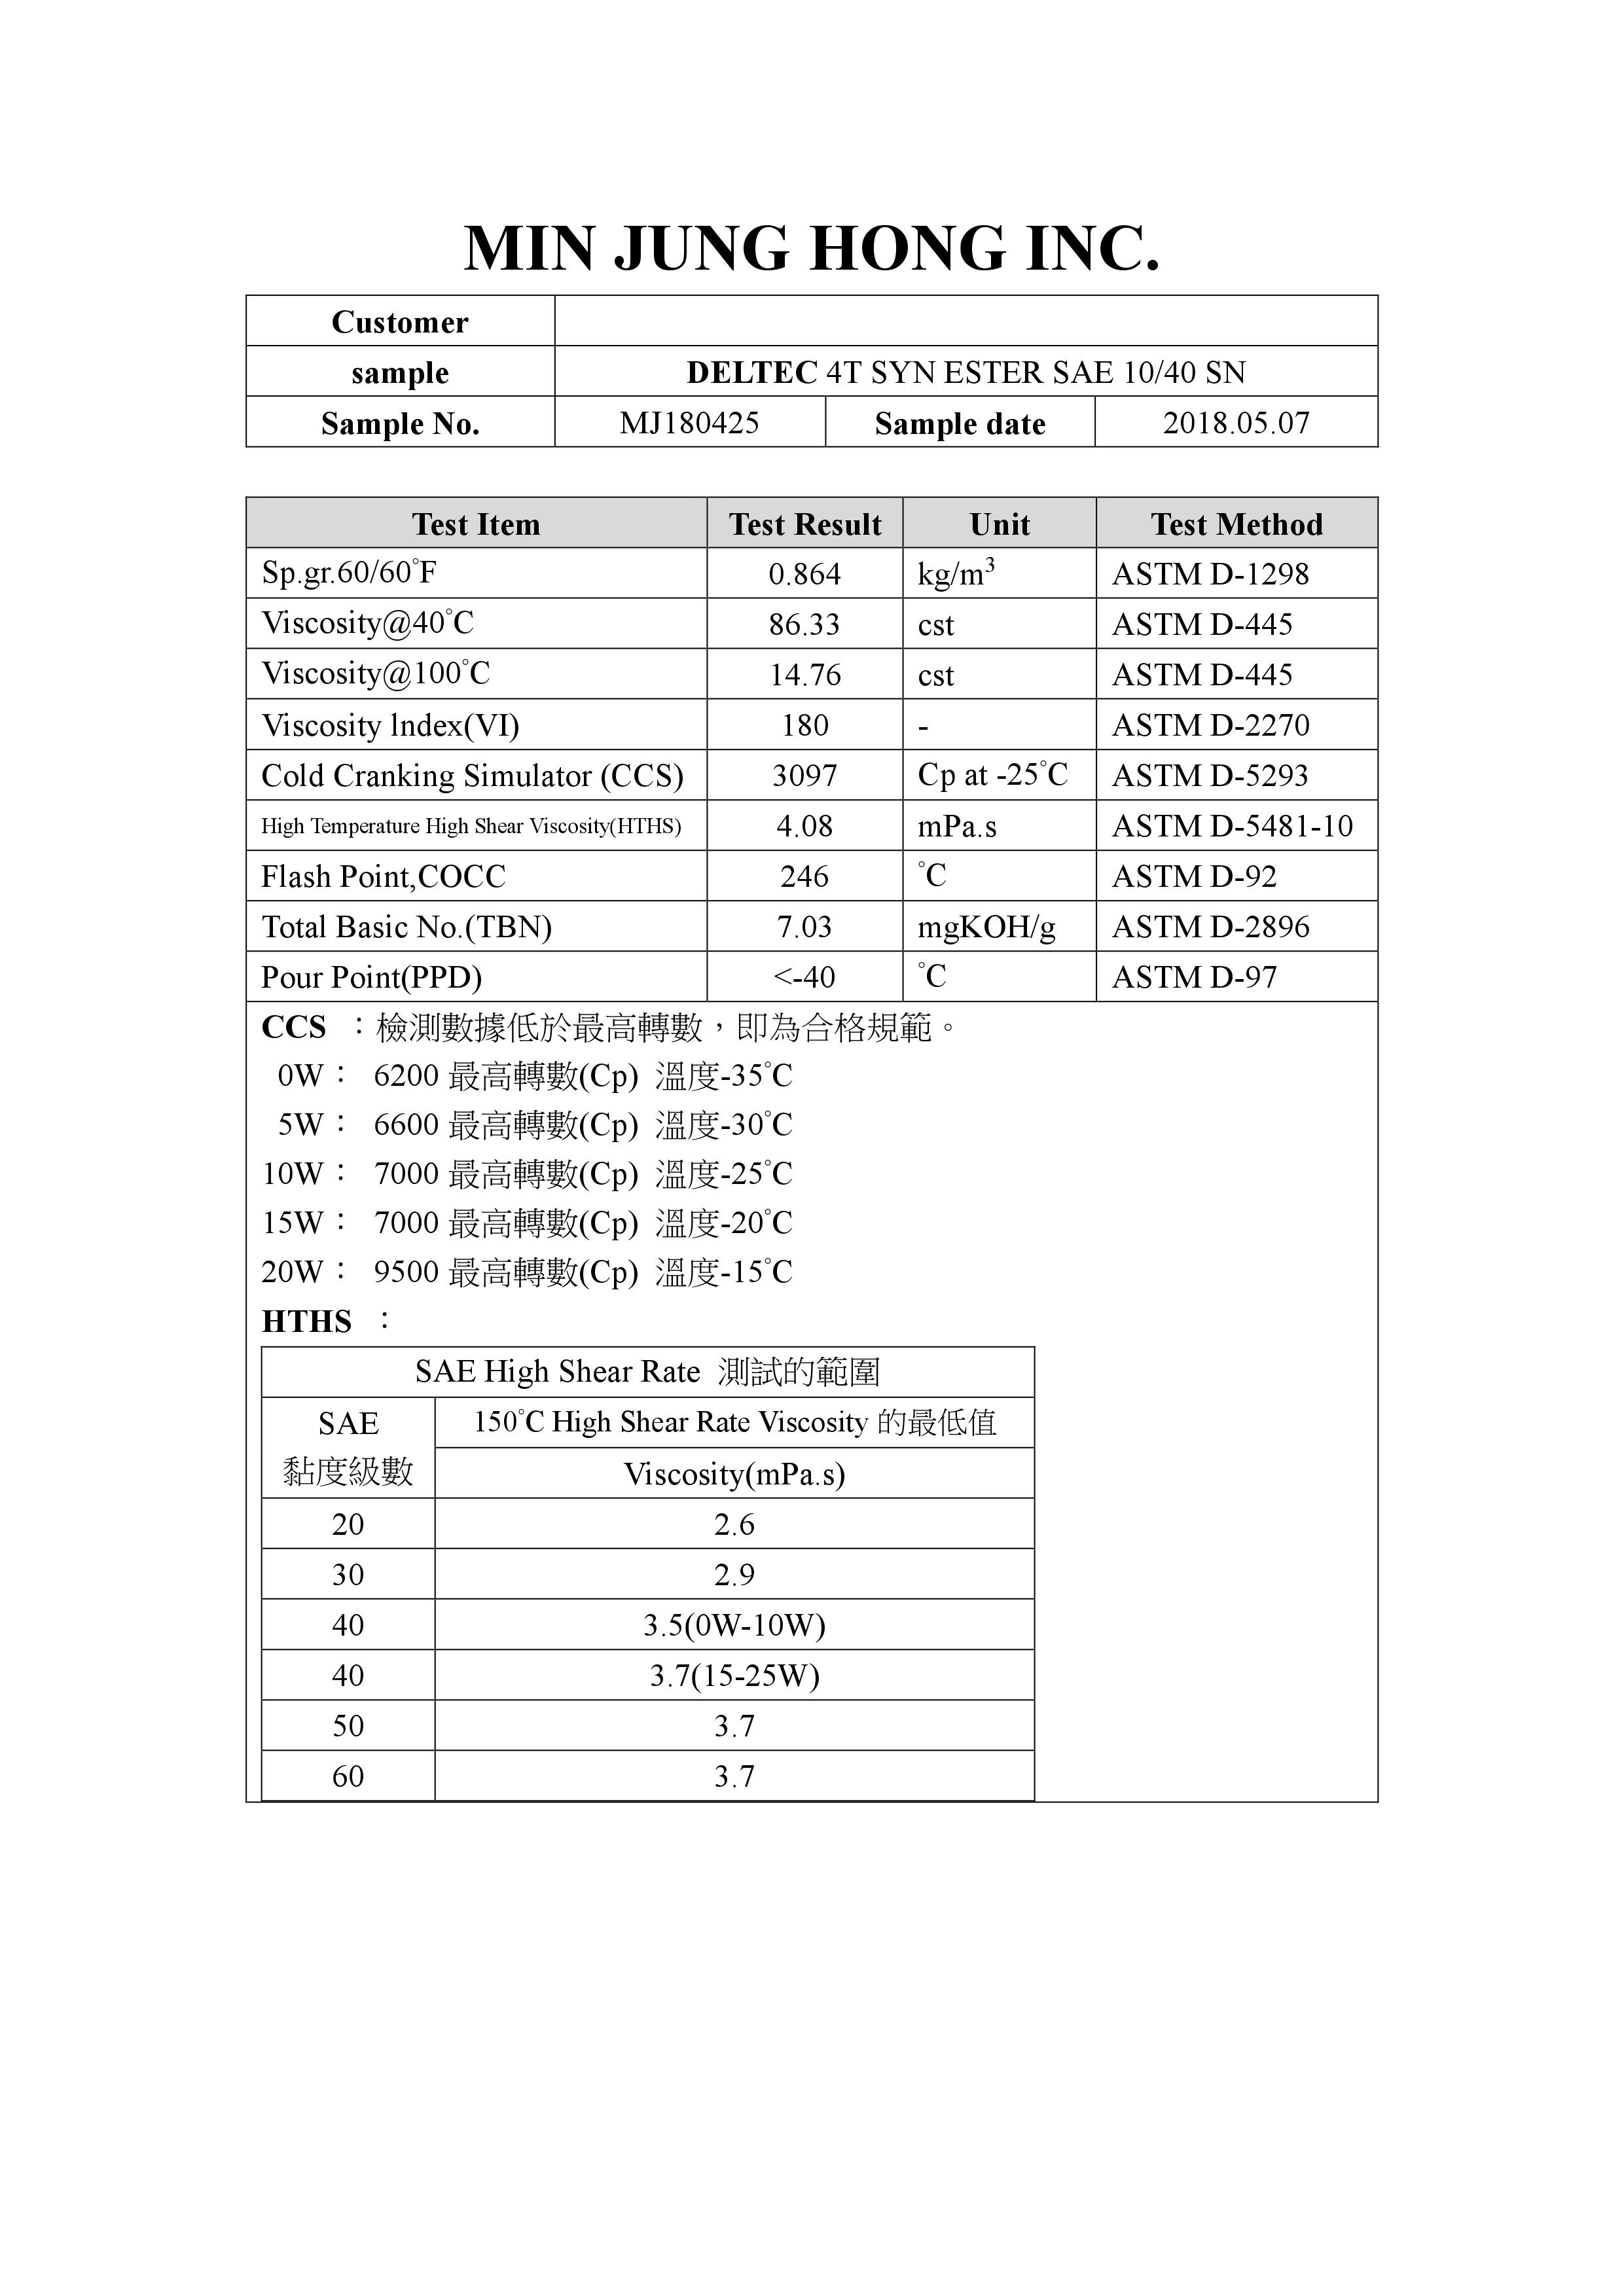 MIN JUNG HONG INC.
Customer
sample DELTEC 4T SYN ESTER SAE 10/40 SN
Sample No. MJ180425 Sample date 2018.05.07
Test Item Test Result Unit Test Method
Sp.gr.60/60°F 0.864 kg/m³ ASTM D-1298
Viscosity@40°C 86.33 cst ASTM D-445
Viscosity@100°C 14.76 cst ASTM D-445
Viscosity lndex(VI) 180 - ASTM D-2270
Cold Cranking Simulator (CCS) 3097 Cp at -25°C ASTM D-5293
High Temperature High Shear Viscosity(HTHS) 4.08 mPa.s ASTM D-5481-10
Flash Point,COCC 246 °C ASTM D-92
Total Basic No.(TBN) 7.03 mgKOH/g ASTM D-2896
Pour Point(PPD) <-40 °C ASTM D-97
CCS ：檢測數據低於最高轉數，即為合格規範。
0W： 6200 最高轉數(Cp) 溫度-35°C
5W： 6600 最高轉數(Cp) 溫度-30°C
10W： 7000 最高轉數(Cp) 溫度-25°C
15W： 7000 最高轉數(Cp) 溫度-20°C
20W： 9500 最高轉數(Cp) 溫度-15°C
HTHS ：
SAE High Shear Rate 測試的範圍
SAE 150°C High Shear Rate Viscosity 的最低值
黏度級數 Viscosity(mPa.s)
20 2.6
30 2.9
40 3.5(0W-10W)
40 3.7(15-25W)
50 3.7
60 3.7